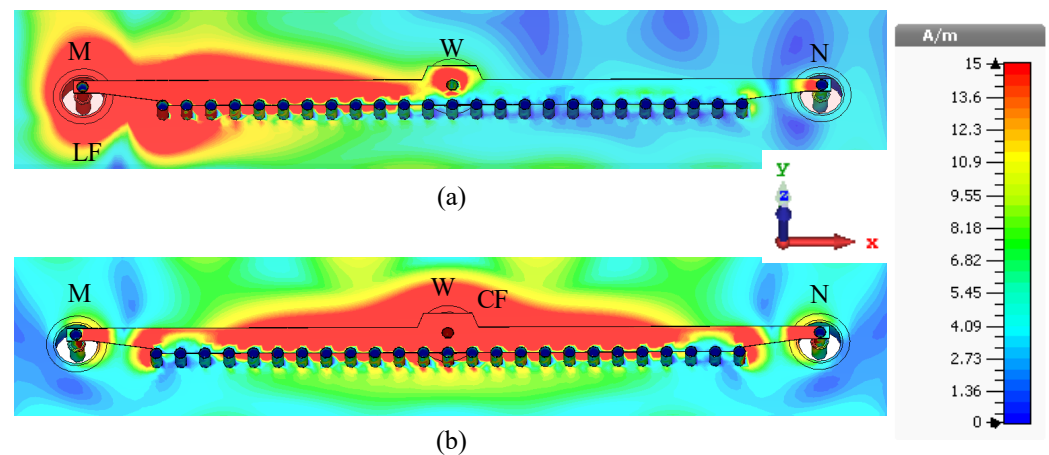 M
W
N
LF
(a)
y
z
x
M
W
CF
N
(b)
A/m
15
13.6
12.3
10.9
9.55
8.18
6.82
5.45
4.09
2.73
1.36
0